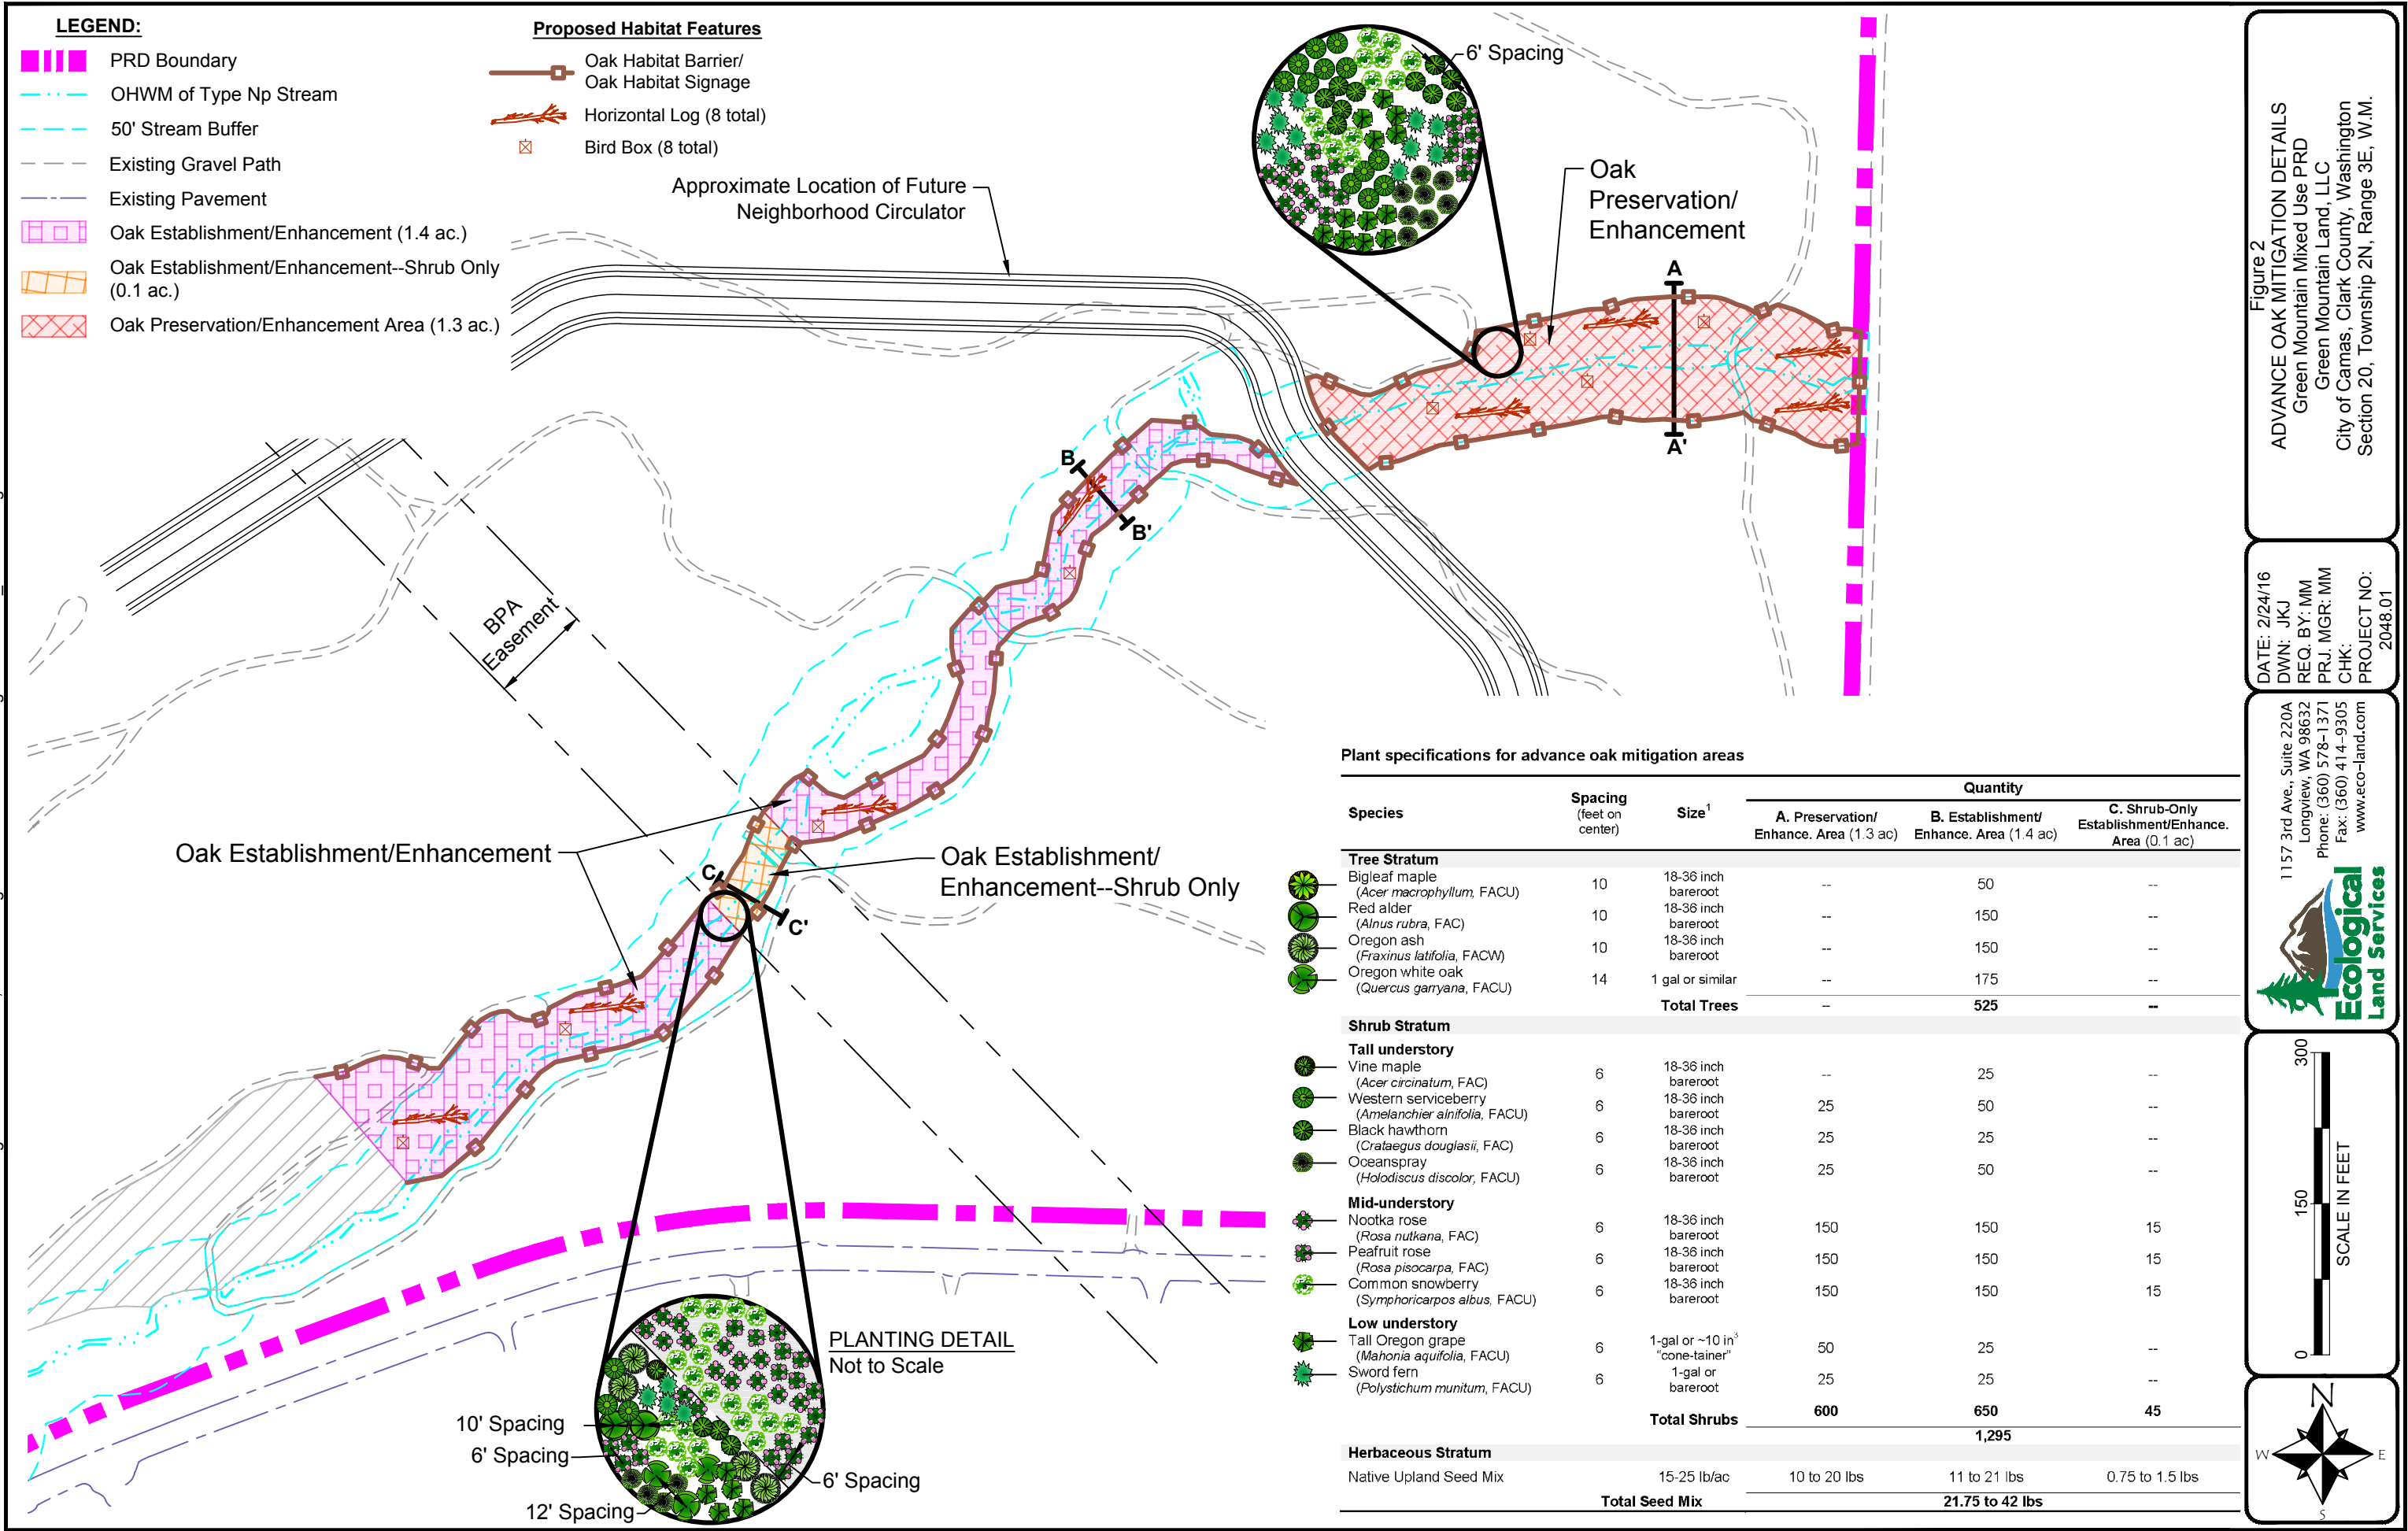 LEGEND:
PRD Boundary
OHWM of Type Np Stream
50' Stream Buffer
Existing Gravel Path
Existing Pavement
Oak Establishment/Enhancement (1.4 ac.)
Oak Establishment/Enhancement--Shrub Only
(0.1 ac.)
Oak Preservation/Enhancement Area (1.3 ac.)
Proposed Habitat Features
Oak Habitat Barrier/
Oak Habitat Signage
Horizontal Log (8 total)
Bird Box (8 total)
Approximate Location of Future
Neighborhood Circulator
6' Spacing
Oak
Preservation/
Enhancement
A
A'
B
B'
BPA
Easement
Oak Establishment/Enhancement
Oak Establishment/
Enhancement--Shrub Only
C
C'
PLANTING DETAIL
Not to Scale
10' Spacing
6' Spacing
12' Spacing
6' Spacing
Plant specifications for advance oak mitigation areas
Species Spacing (feet on center) Size1 Quantity
A. Preservation/ Enhance. Area (1.3 ac) B. Establishment/ Enhance. Area (1.4 ac) C. Shrub-Only Establishment/Enhance. Area (0.1 ac)
Tree Stratum
Bigleaf maple (Acer macrophyllum, FACU) 10 18-36 inch bareroot -- 50 --
Red alder (Alnus rubra, FAC) 10 18-36 inch bareroot -- 150 --
Oregon ash (Fraxinus latifolia, FACW) 10 18-36 inch bareroot -- 150 --
Oregon white oak (Quercus garryana, FACU) 14 1 gal or similar -- 175 --
Total Trees -- 525 --
Shrub Stratum
Tall understory
Vine maple (Acer circinatum, FAC) 6 18-36 inch bareroot -- 25 --
Western serviceberry (Amelanchier alnifolia, FACU) 6 18-36 inch bareroot 25 50 --
Black hawthorn (Crataegus douglasii, FAC) 6 18-36 inch bareroot 25 25 --
Oceanspray (Holodiscus discolor, FACU) 6 18-36 inch bareroot 25 50 --
Mid-understory
Nootka rose (Rosa nutkana, FAC) 6 18-36 inch bareroot 150 150 15
Peafruit rose (Rosa pisocarpa, FAC) 6 18-36 inch bareroot 150 150 15
Common snowberry (Symphoricarpos albus, FACU) 6 18-36 inch bareroot 150 150 15
Low understory
Tall Oregon grape (Mahonia aquifolia, FACU) 6 1-gal or ~10 in3 "cone-tainer" 50 25 --
Sword fern (Polystichum munitum, FACU) 6 1-gal or bareroot 25 25 --
Total Shrubs 600 650 45
1,295
Herbaceous Stratum
Native Upland Seed Mix 15-25 lb/ac 10 to 20 lbs 11 to 21 lbs 0.75 to 1.5 lbs
Total Seed Mix 21.75 to 42 lbs
Figure 2
ADVANCE OAK MITIGATION DETAILS
Green Mountain Mixed Use PRD
Green Mountain Land, LLC
City of Camas, Clark County, Washington
Section 20, Township 2N, Range 3E, W.M.
DATE: 2/24/16
DWN: JKJ
REQ. BY: MM
PRJ. MGR: MM
CHK:
PROJECT NO:
2048.01
1157 3rd Ave., Suite 220A
Longview, WA 98632
Phone: (360) 578-1371
Fax: (360) 414-9305
www.eco-land.com
Ecological
Land Services
0 150 300
SCALE IN FEET
N
W E
S